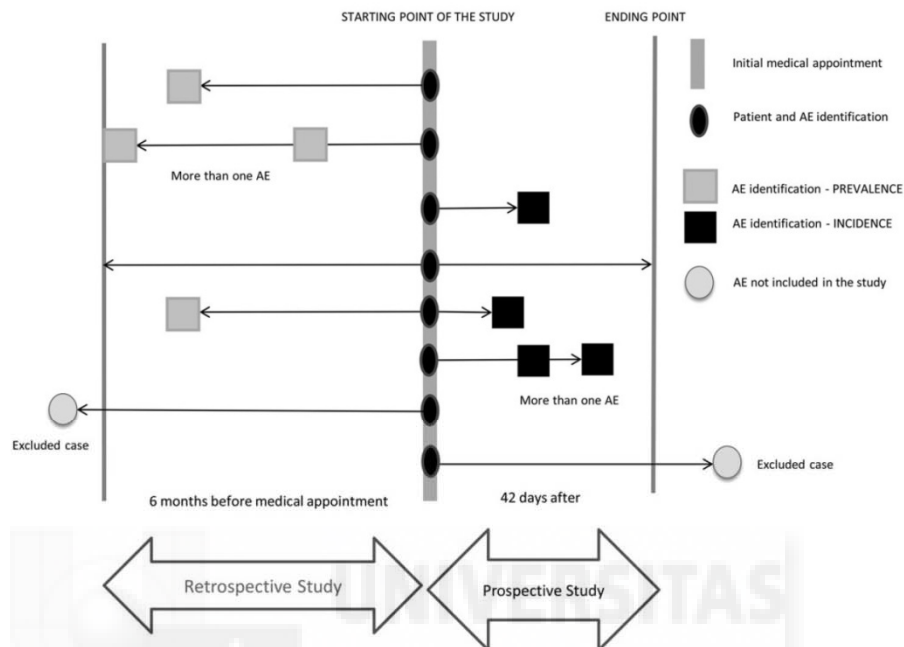 STARTING POINT OF THE STUDY
ENDING POINT
Initial medical appointment
Patient and AE identification
More than one AE
AE identification - PREVALENCE
AE identification - INCIDENCE
AE not included in the study
More than one AE
Excluded case
Excluded case
6 months before medical appointment
42 days after
Retrospective Study
Prospective Study
UNIVERSITAS